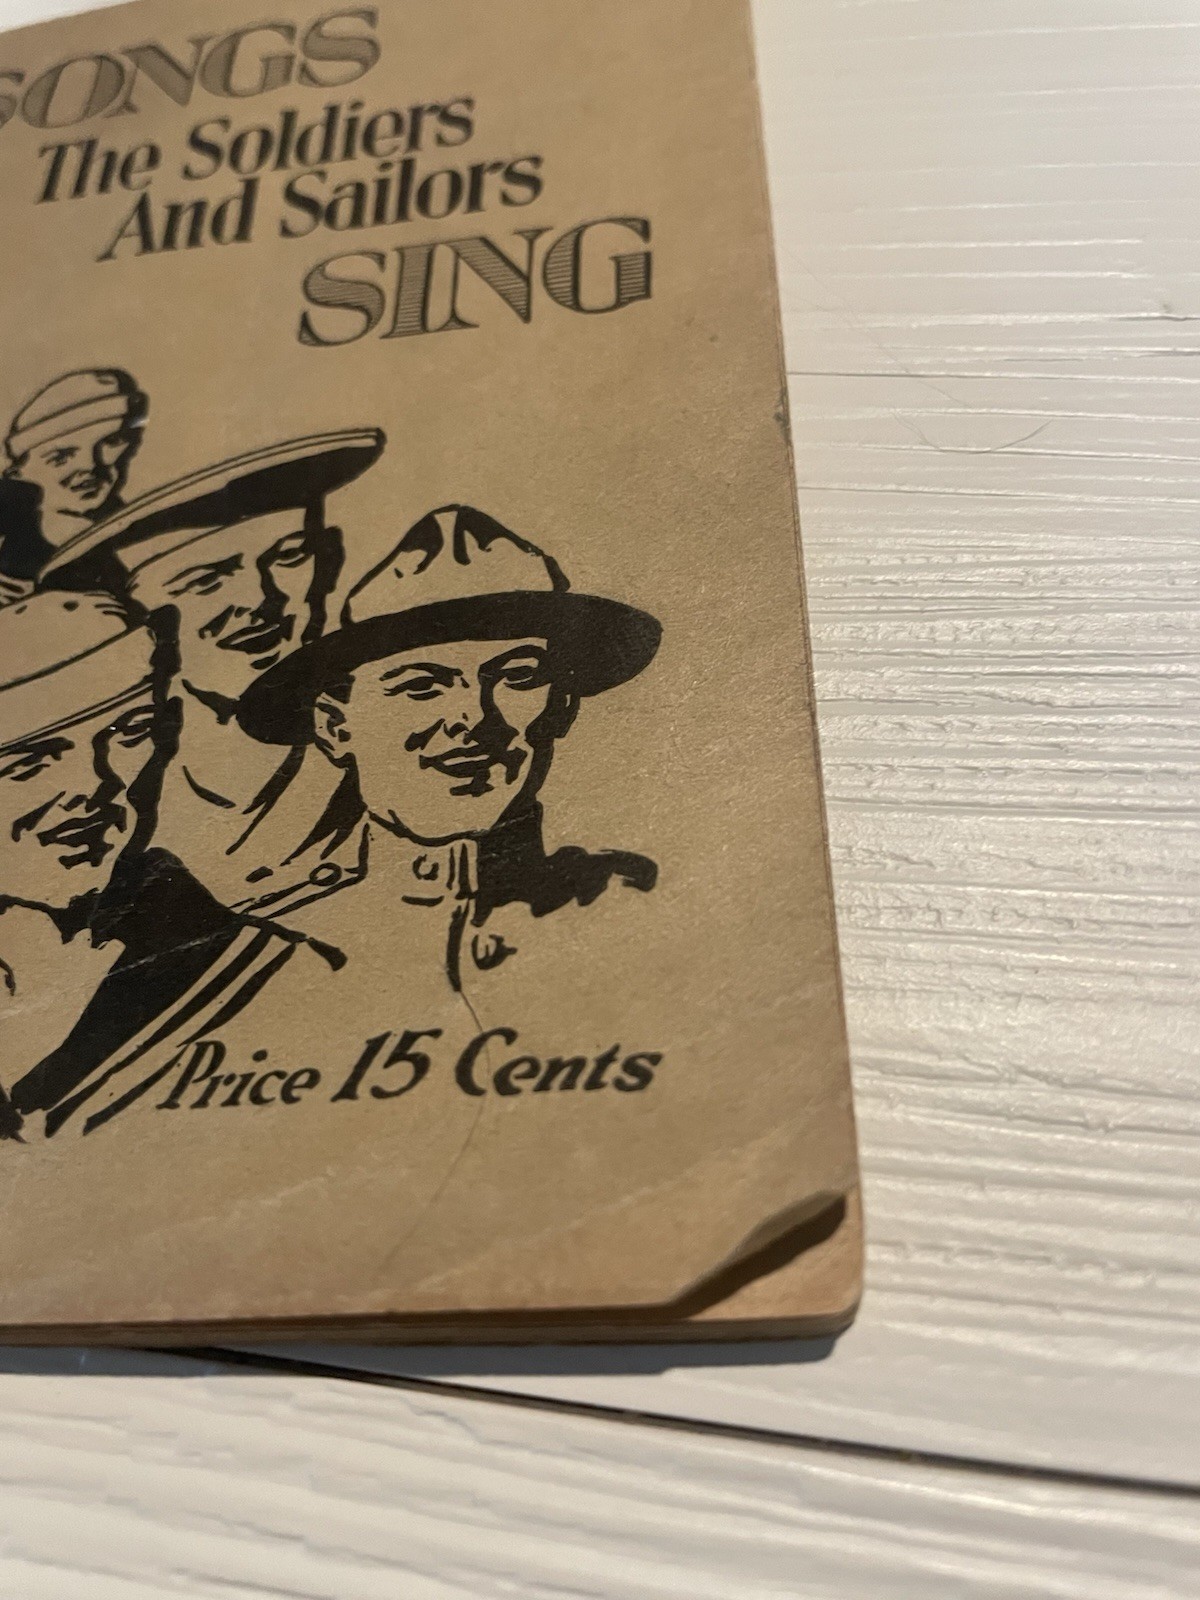 SONGS
The Soldiers
And Sailors
SING
Price 15 Cents